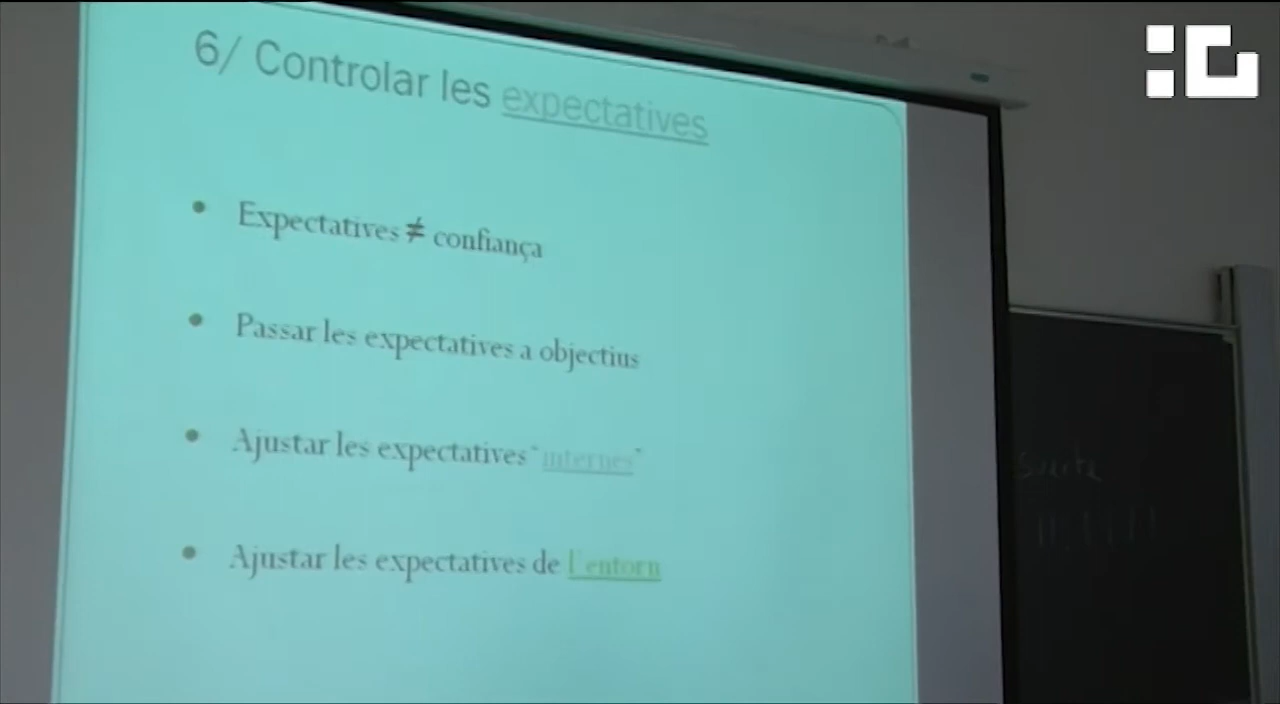 6/ Controlar les expectatives
• Expectatives ≠ confiança
• Passar les expectatives a objectius
• Ajustar les expectatives "internes"
• Ajustar les expectatives de l'entorn